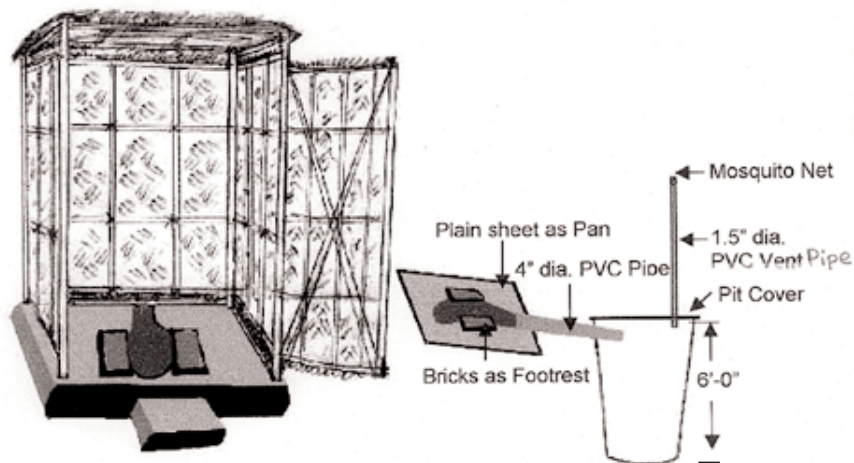 Mosquito Net
Plain sheet as Pan
1.5" dia.
PVC Vent Pipe
4" dia. PVC Pipe
Pit Cover
Bricks as Footrest
6'-0"